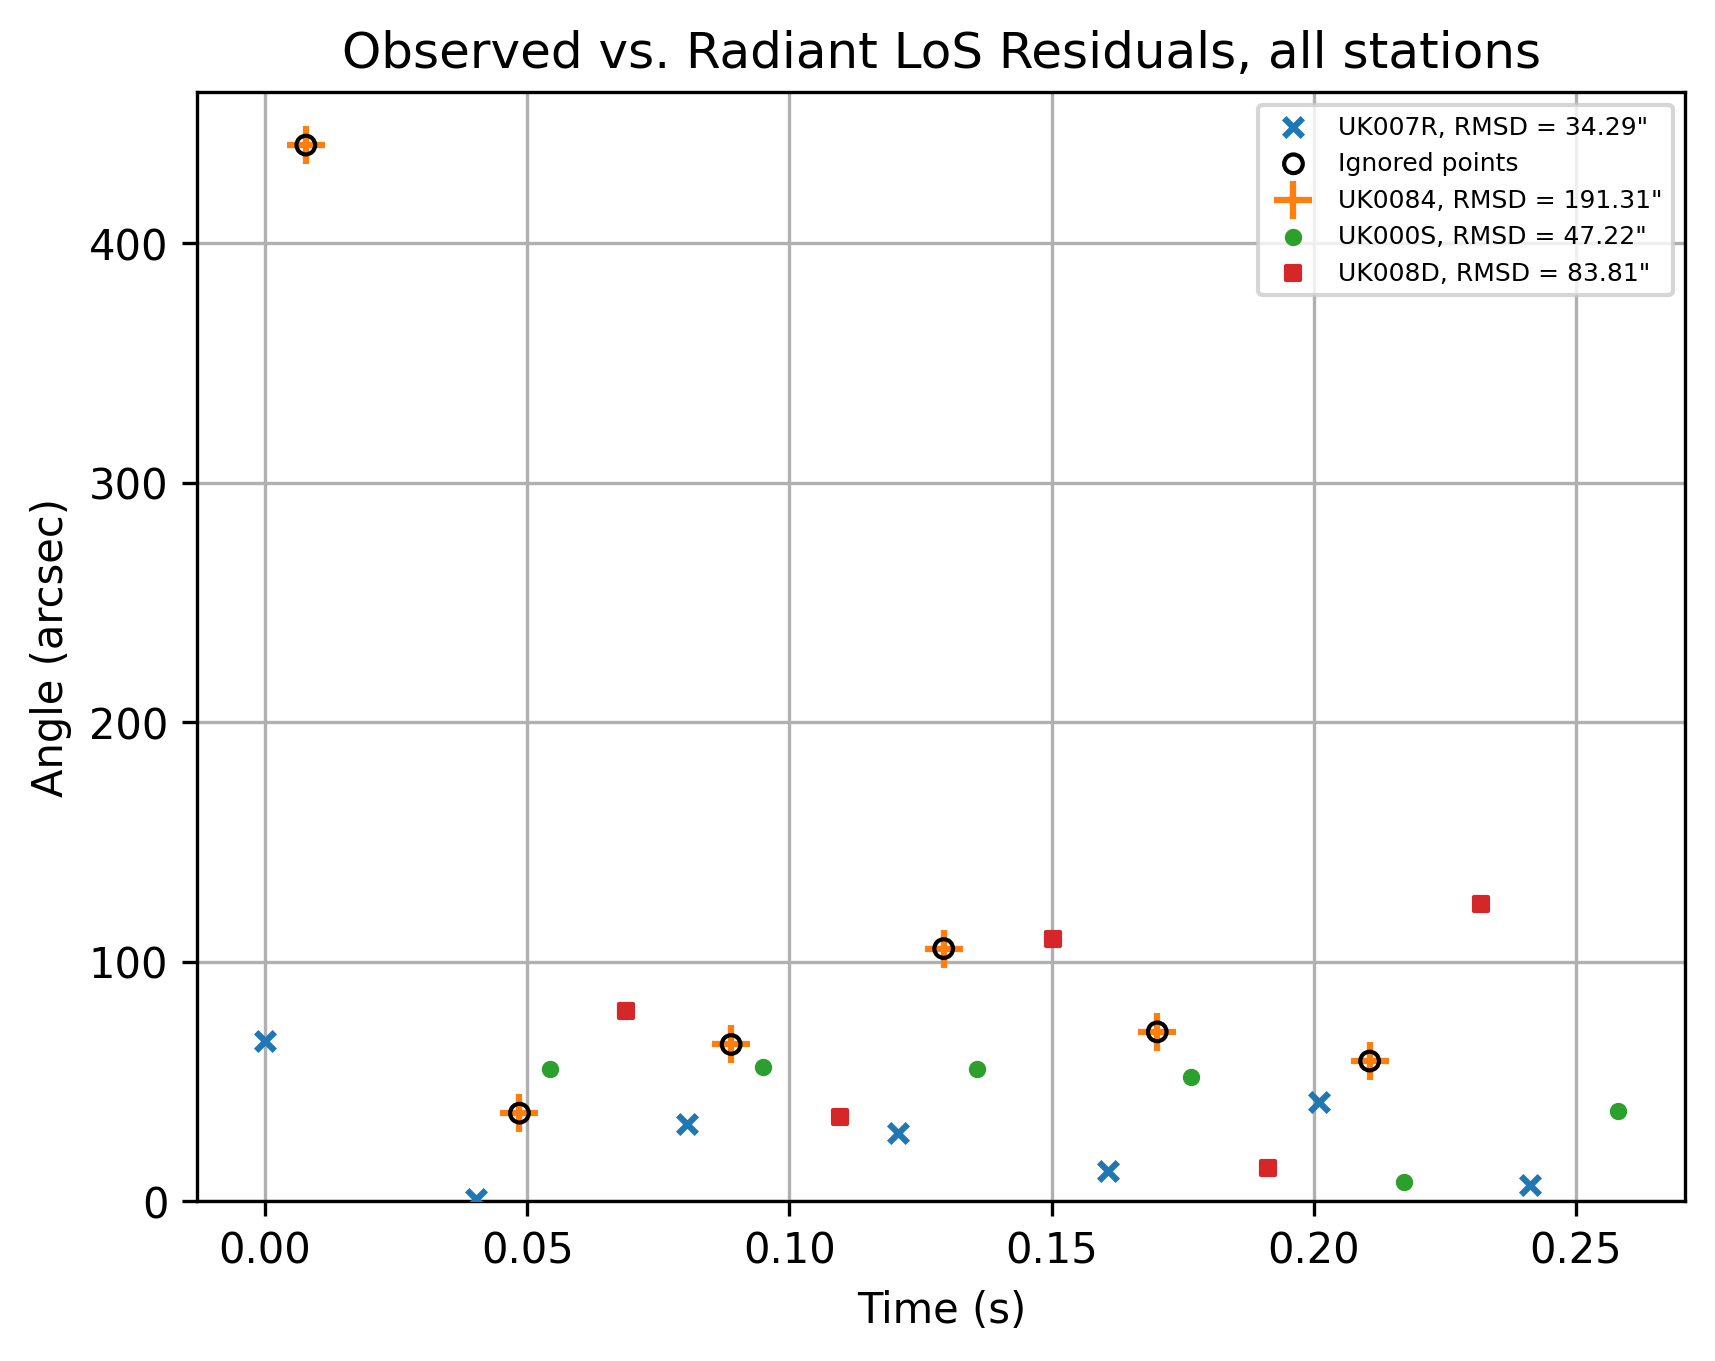 Observed vs. Radiant LoS Residuals, all stations
UK007R, RMSD = 34.29"
Ignored points
UK0084, RMSD = 191.31"
UK000S, RMSD = 47.22"
UK008D, RMSD = 83.81"
Angle (arcsec)
400
300
200
100
0
0.00 0.05 0.10 0.15 0.20 0.25
Time (s)